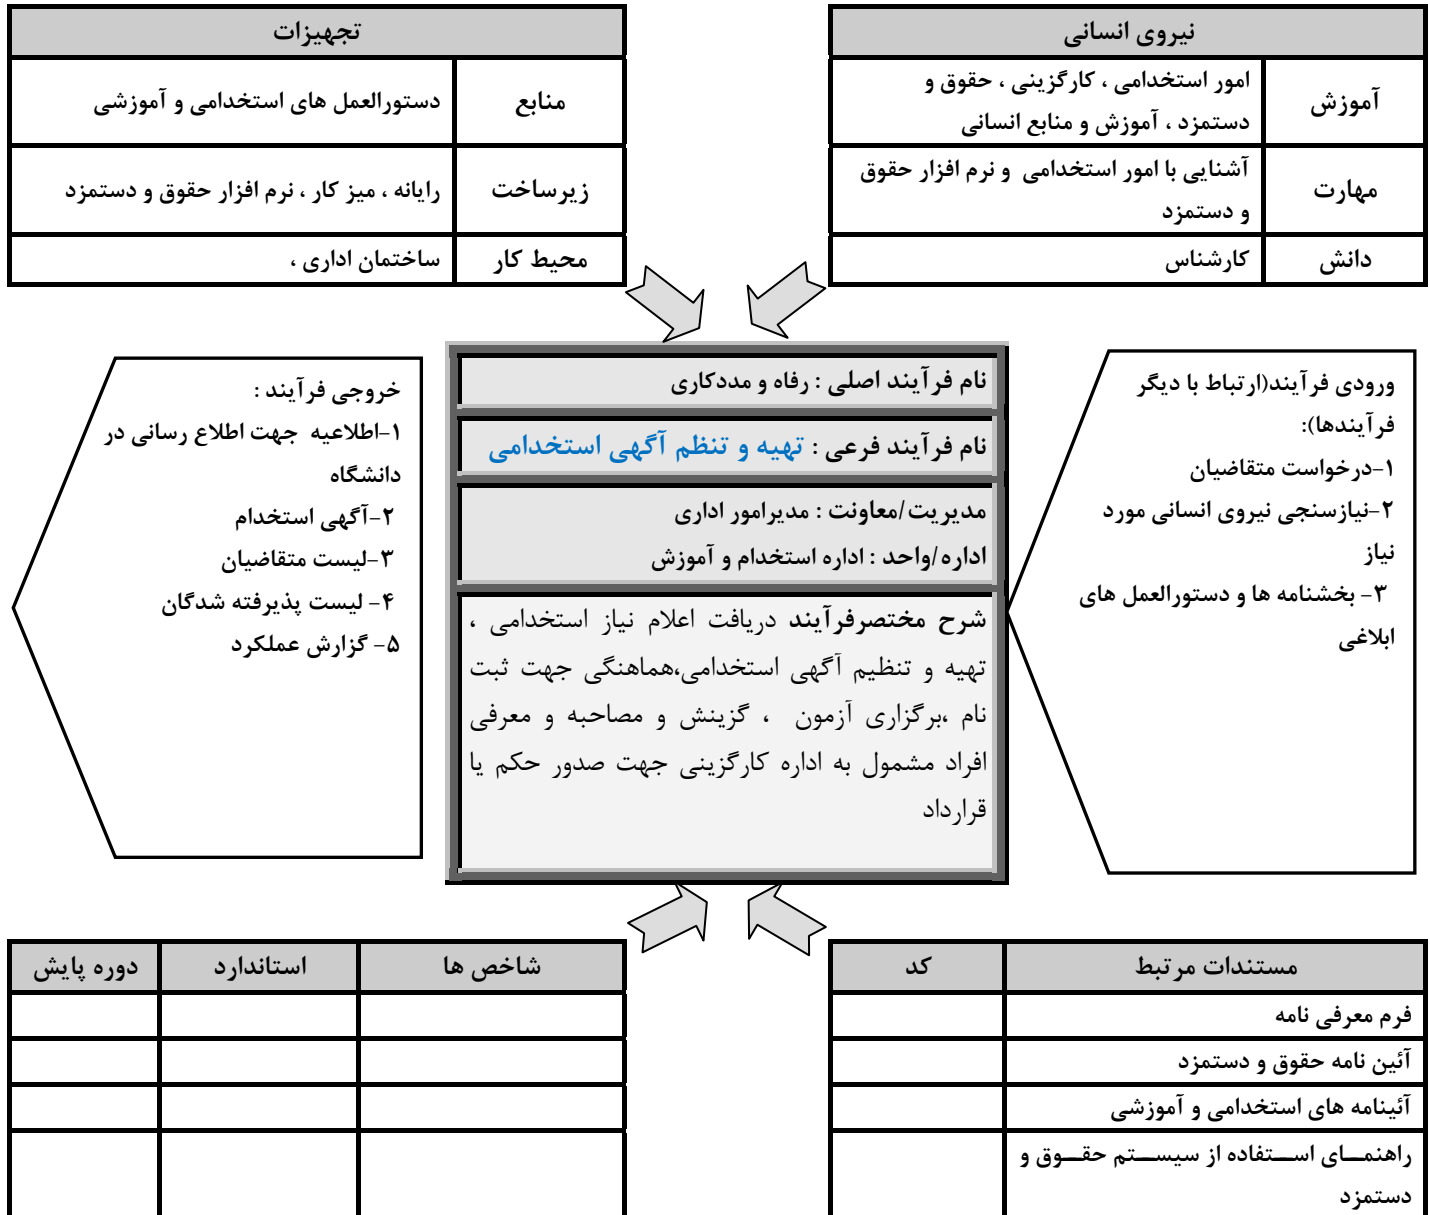 نیروی انسانی
آموزش
امور استخدامی ، کارگزینی ، حقوق و
دستمزد ، آموزش و منابع انسانی
مهارت
آشنایی با امور استخدامی و نرم افزار حقوق
و دستمزد
دانش
کارشناس
تجهیزات
منابع
دستورالعمل های استخدامی و آموزشی
زیرساخت
رایانه ، میز کار ، نرم افزار حقوق و دستمزد
محیط کار
ساختمان اداری ،
ورودی فرآیند(ارتباط با دیگر
فرآیندها):
۱-درخواست متقاضیان
۲-نیازسنجی نیروی انسانی مورد
نیاز
۳- بخشنامه ها و دستورالعمل های
ابلاغی
نام فرآیند اصلی : رفاه و مددکاری
نام فرآیند فرعی : تهیه و تنظم آگهی استخدامی
مدیریت/معاونت : مدیرامور اداری
اداره/واحد : اداره استخدام و آموزش
شرح مختصرفرآیند دریافت اعلام نیاز استخدامی ،
تهیه و تنظیم آگهی استخدامی،هماهنگی جهت ثبت
نام ،برگزاری آزمون ، گزینش و مصاحبه و معرفی
افراد مشمول به اداره کارگزینی جهت صدور حکم یا
قرارداد
خروجی فرآیند :
۱-اطلاعیه جهت اطلاع رسانی در
دانشگاه
۲-آگهی استخدام
۳-لیست متقاضیان
۴- لیست پذیرفته شدگان
۵- گزارش عملکرد
مستندات مرتبط
کد
فرم معرفی نامه
آئین نامه حقوق و دستمزد
آئینامه های استخدامی و آموزشی
راهنمــای اســتفاده از سیســتم حقــوق و
دستمزد
شاخص ها
استاندارد
دوره پایش